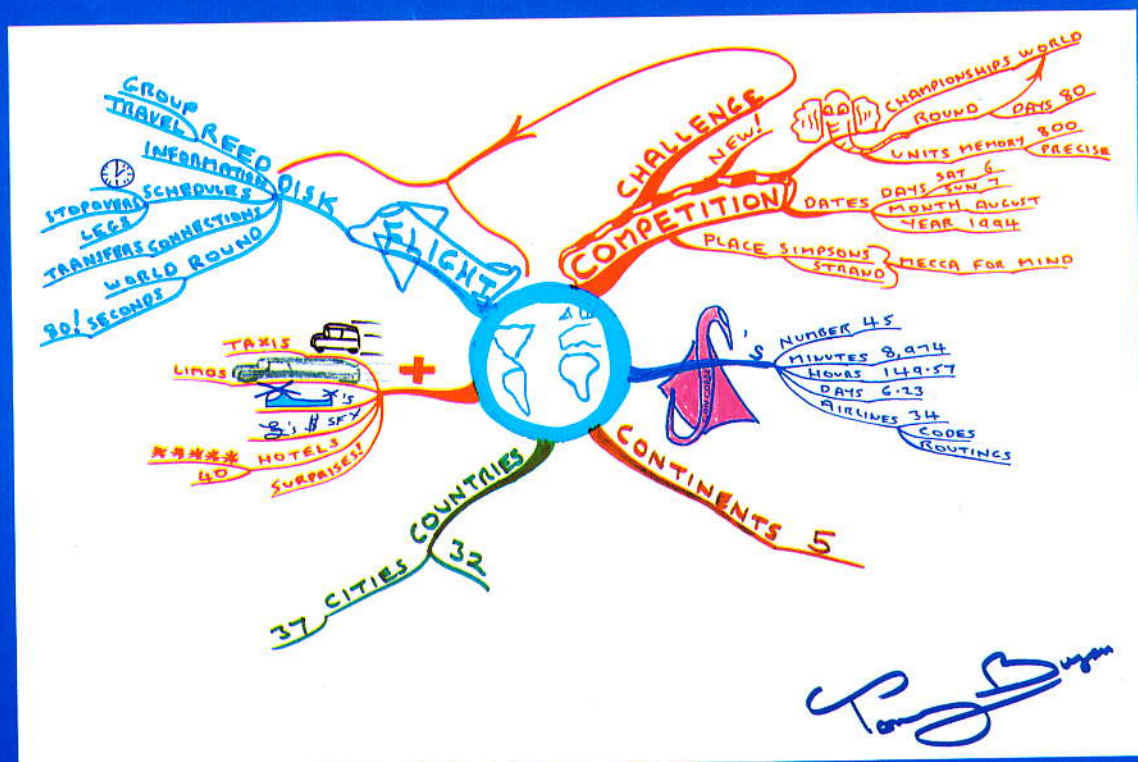 GROUP
TRAVEL
REED
INFORMATION
DISK
SCHEDULES
STOPOVERS
LEGS
CONNECTIONS
TRANSFERS
WORLD ROUND
80! SECONDS
FLIGHT
CHALLENGE
NEW!
COMPETITION
CHAMPIONSHIPS WORLD
ROUND
DAYS 80
UNITS MEMORY 800
PRECISE
DATES
DAYS SAT 6
SUN 7
MONTH AUGUST
YEAR 1994
PLACE SIMPSONS
STRAND
MECCA FOR MIND
'S
NUMBER 45
MINUTES 8,974
HOURS 149.57
DAYS 6.23
AIRLINES 34
CODES
ROUTINGS
CONTINENTS 5
COUNTRIES
32
CITIES
37
+
TAXIS
LIMOS
'S
'S $ SFX
HOTELS
*****
40
SURPRISES!
Tony Buzan